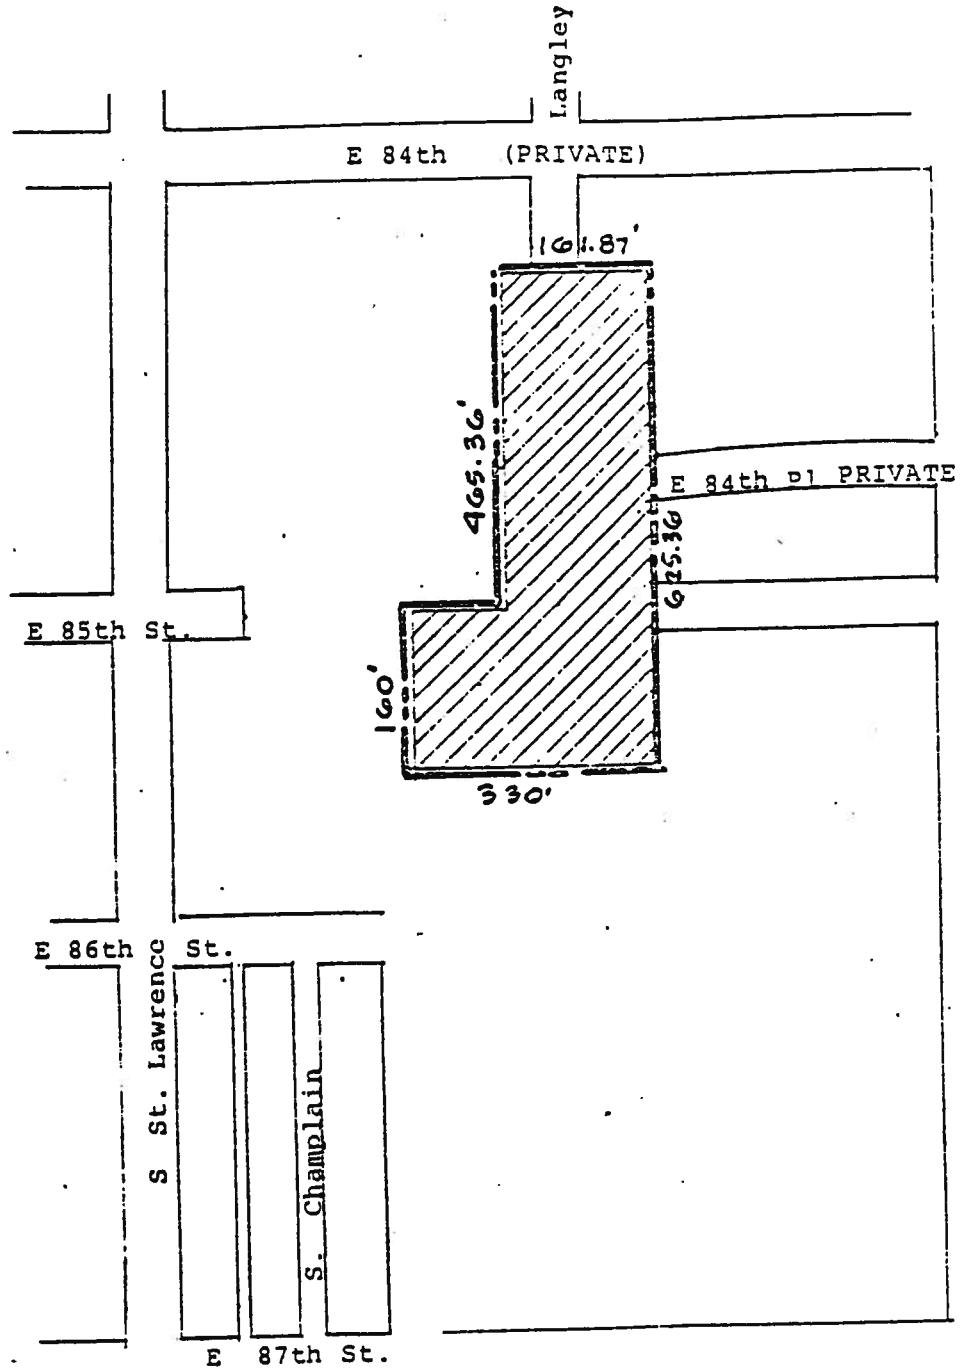 Langley
E 84th (PRIVATE)
161.87'
465.36'
E 84th Pl PRIVATE
625.36
E 85th St.
160'
330'
E 86th St.
S St. Lawrence
S. Champlain
E 87th St.